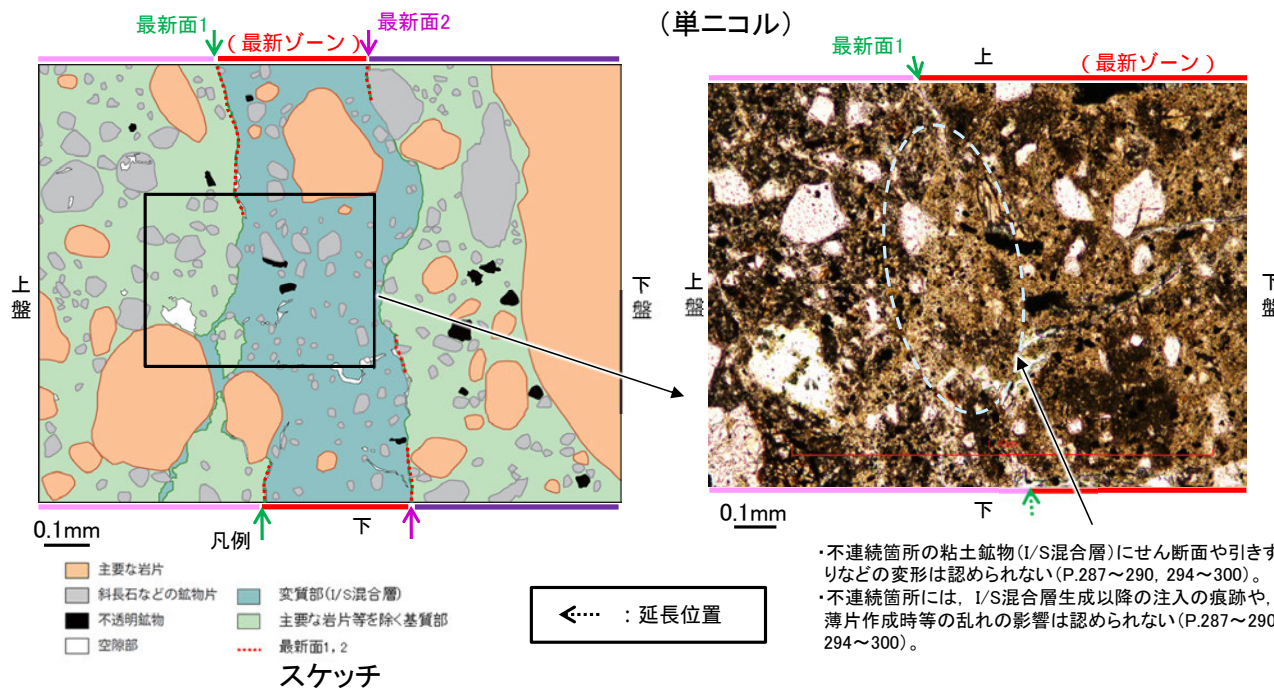 最新面1
(最新ゾーン)
最新面2
(単ニコル)
上盤
下盤
0.1mm
下
凡例
主要な岩片
斜長石などの鉱物片
不透明鉱物
空隙部
変質部(I/S混合層)
主要な岩片等を除く基質部
最新面1,2
スケッチ
最新面1
上
(最新ゾーン)
上盤
下盤
0.1mm
下
:延長位置
・不連続箇所の粘土鉱物(I/S混合層)にせん断面や引きず
りなどの変形は認められない(P.287~290, 294~300)。
・不連続箇所には, I/S混合層生成以降の注入の痕跡や,
薄片作成時等の乱れの影響は認められない(P.287~290
294~300)。